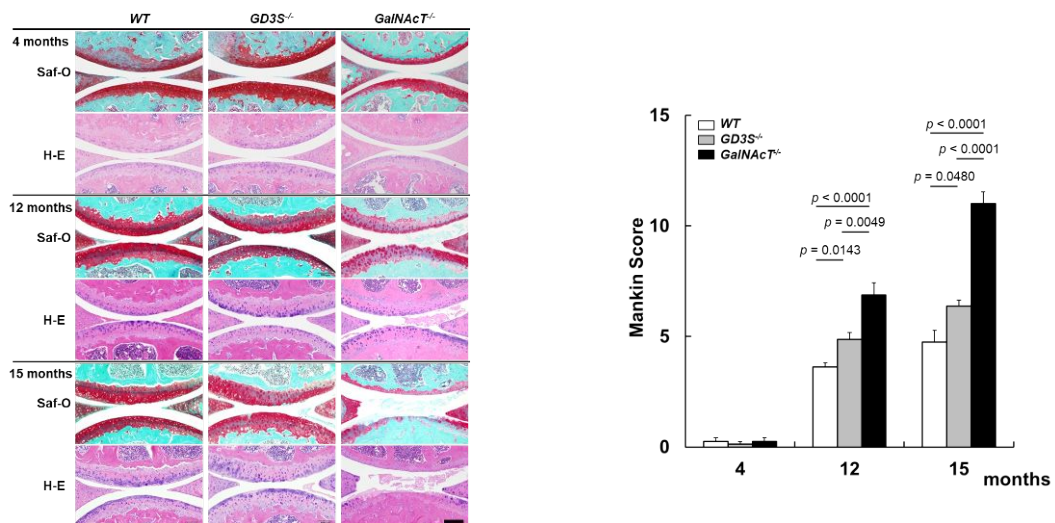 WT GD3S-/- GalNAcT-/-
4 months
Saf-O
H-E
12 months
Saf-O
H-E
15 months
Saf-O
H-E
15
10
5
0
Mankin Score
WT
GD3S-/-
GalNAcT-/-
p < 0.0001
p = 0.0049
p = 0.0143
p < 0.0001
p < 0.0001
p = 0.0480
4 12 15 months